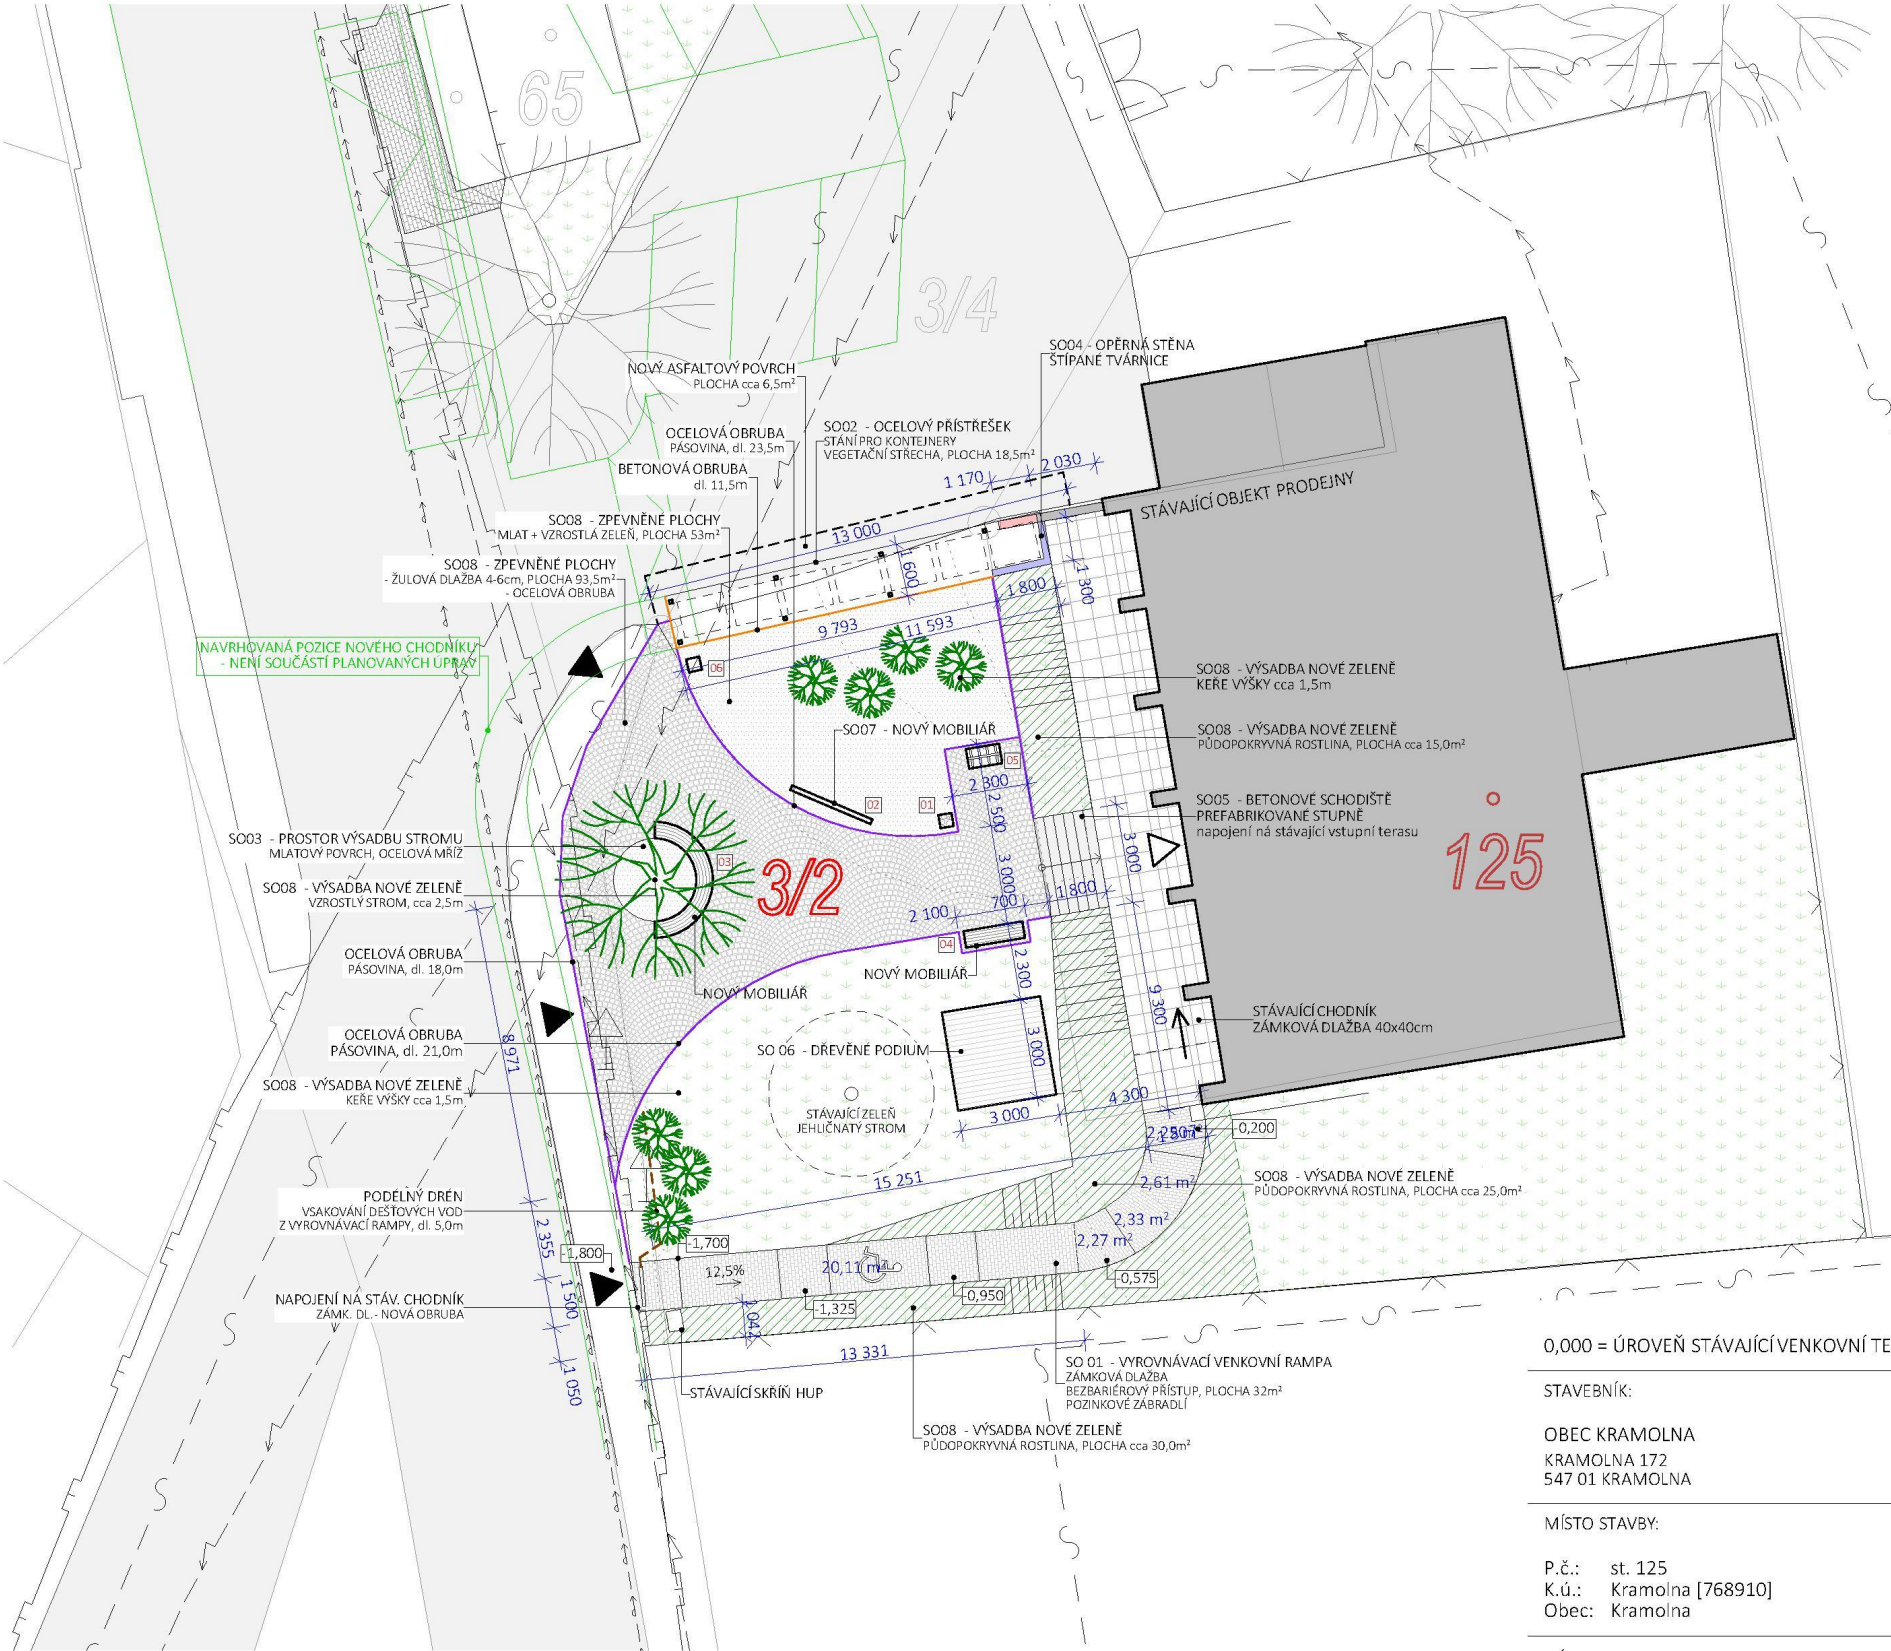 65
3/4
SO04 - OPĚRNÁ STĚNA
ŠTÍPANÉ TVÁRNICE
NOVÝ ASFALTOVÝ POVRCH
PLOCHA cca 6,5m²
OCELOVÁ OBRUBA
PÁSOVINA, dl. 23,5m
SO02 - OCELOVÝ PŘÍSTŘEŠEK
STÁNÍ PRO KONTEJNERY
VEGETAČNÍ STŘECHA, PLOCHA 18,5m²
BETONOVÁ OBRUBA
dl. 11,5m
1 170
2 030
STÁVAJÍCÍ OBJEKT PRODEJNY
SO08 - ZPEVNĚNÉ PLOCHY
MLAT + VZROSTLÁ ZELEŇ, PLOCHA 53m²
13 000
SO08 - ZPEVNĚNÉ PLOCHY
- ŽULOVÁ DLAŽBA 4-6cm, PLOCHA 93,5m²
- OCELOVÁ OBRUBA
1 600
1 800
1 300
NAVRHOVANÁ POZICE NOVÉHO CHODNÍKU
- NENÍ SOUČÁSTÍ PLANOVANÝCH ÚPRAV
9 793
11 593
06
SO08 - VÝSADBA NOVÉ ZELENĚ
KEŘE VÝŠKY cca 1,5m
SO07 - NOVÝ MOBILIÁŘ
SO08 - VÝSADBA NOVÉ ZELENĚ
PŮDOPOKRYVNÁ ROSTLINA, PLOCHA cca 15,0m²
05
2 300
02
01
2 500
SO05 - BETONOVÉ SCHODIŠTĚ
PREFABRIKOVANÉ STUPNĚ
napojení ná stávající vstupní terasu
125
SO03 - PROSTOR VÝSADBU STROMU
MLATOVÝ POVRCH, OCELOVÁ MŘÍŽ
03
3/2
3 000
3 000
SO08 - VÝSADBA NOVÉ ZELENĚ
VZROSTLÝ STROM, cca 2,5m
700
1 800
2 100
04
OCELOVÁ OBRUBA
PÁSOVINA, dl. 18,0m
NOVÝ MOBILIÁŘ
2 300
NOVÝ MOBILIÁŘ
9 300
STÁVAJÍCÍ CHODNÍK
ZÁMKOVÁ DLAŽBA 40x40cm
OCELOVÁ OBRUBA
PÁSOVINA, dl. 21,0m
8 971
SO 06 - DŘEVĚNÉ PODIUM
3 000
SO08 - VÝSADBA NOVÉ ZELENĚ
KEŘE VÝŠKY cca 1,5m
STÁVAJÍCÍ ZELEŇ
JEHLIČNATÝ STROM
3 000
4 300
0,200
15 251
2,61 m²
SO08 - VÝSADBA NOVÉ ZELENĚ
PŮDOPOKRYVNÁ ROSTLINA, PLOCHA cca 25,0m²
PODÉLNÝ DRÉN
VSAKOVÁNÍ DEŠŤOVÝCH VOD
Z VYROVNÁVACÍ RAMPY, dl. 5,0m
2,33 m²
2,27 m²
2 355
-1,800
-1,700
12,5%
20,11 m²
-0,575
-0,950
-1,325
NAPOJENÍ NA STÁV. CHODNÍK
ZÁMK. DL.- NOVÁ OBRUBA
1 500
1 042
13 331
1 050
STÁVAJÍCÍ SKŘÍŇ HUP
SO 01 - VYROVNÁVACÍ VENKOVNÍ RAMPA
ZÁMKOVÁ DLAŽBA
BEZBARIÉROVÝ PŘÍSTUP, PLOCHA 32m²
POZINKOVÉ ZÁBRADLÍ
SO08 - VÝSADBA NOVÉ ZELENĚ
PŮDOPOKRYVNÁ ROSTLINA, PLOCHA cca 30,0m²
0,000 = ÚROVEŇ STÁVAJÍCÍ VENKOVNÍ TE
STAVEBNÍK:
OBEC KRAMOLNA
KRAMOLNA 172
547 01 KRAMOLNA
MÍSTO STAVBY:
P.č.: st. 125
K.ú.: Kramolna [768910]
Obec: Kramolna